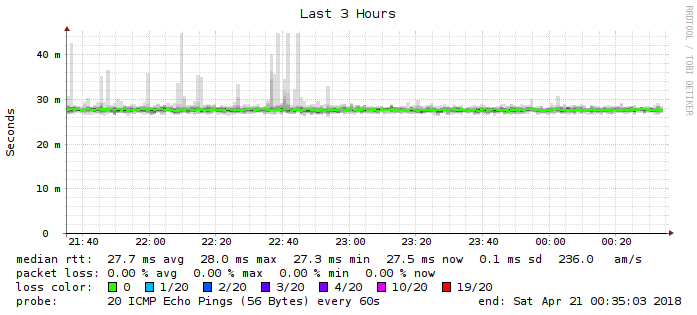 Last 3 Hours
RRDTOOL / TOBI OETIKER
Seconds
40 m
30 m
20 m
10 m
0
21:40 22:00 22:20 22:40 23:00 23:20 23:40 00:00 00:20
median rtt: 27.7 ms avg 28.0 ms max 27.3 ms min 27.5 ms now 0.1 ms sd 236.0 am/s
packet loss: 0.00 % avg 0.00 % max 0.00 % min 0.00 % now
loss color: 0 1/20 2/20 3/20 4/20 10/20 19/20
probe: 20 ICMP Echo Pings (56 Bytes) every 60s end: Sat Apr 21 00:35:03 2018